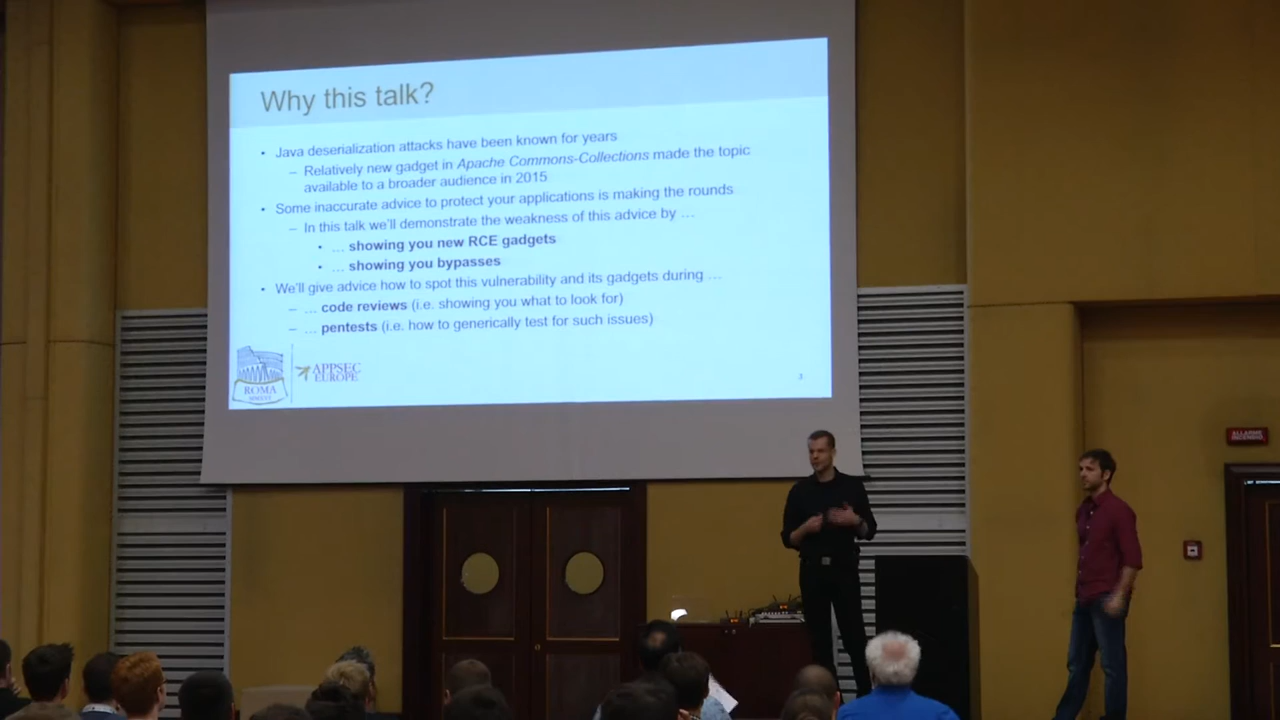 Why this talk?
• Java deserialization attacks have been known for years
– Relatively new gadget in Apache Commons-Collections made the topic
available to a broader audience in 2015
• Some inaccurate advice to protect your applications is making the rounds
– In this talk we'll demonstrate the weakness of this advice by …
• … showing you new RCE gadgets
• … showing you bypasses
• We'll give advice how to spot this vulnerability and its gadgets during …
– … code reviews (i.e. showing you what to look for)
– … pentests (i.e. how to generically test for such issues)
ROMA
MMXVI
APPSEC
EUROPE
3
ALLARME
INCENDIO